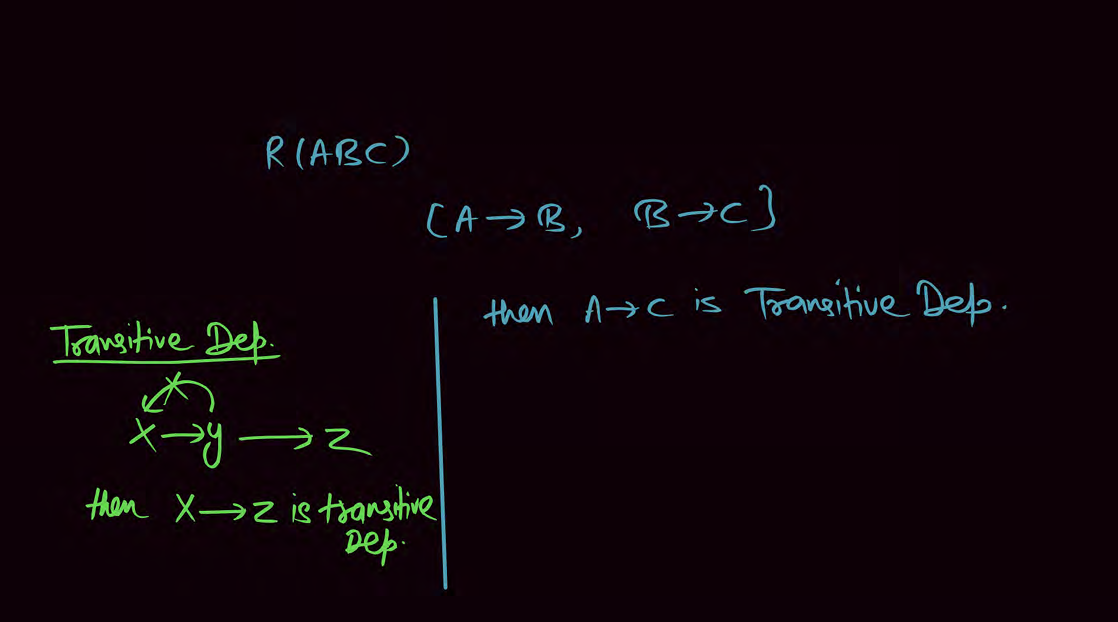 R(ABC)
[A→B, B→C]
then A→C is Transitive Dep.
Transitive Dep.
X→y→Z
then X→Z is transitive
Dep.